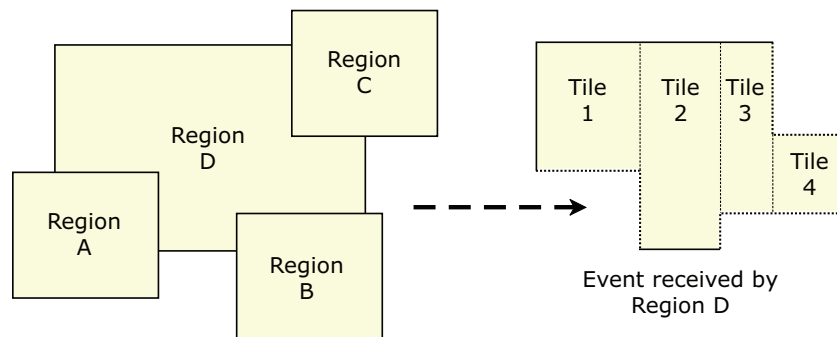 Region
C
Region
D
Region
A
Region
B
Tile
1
Tile
2
Tile
3
Tile
4
Event received by
Region D